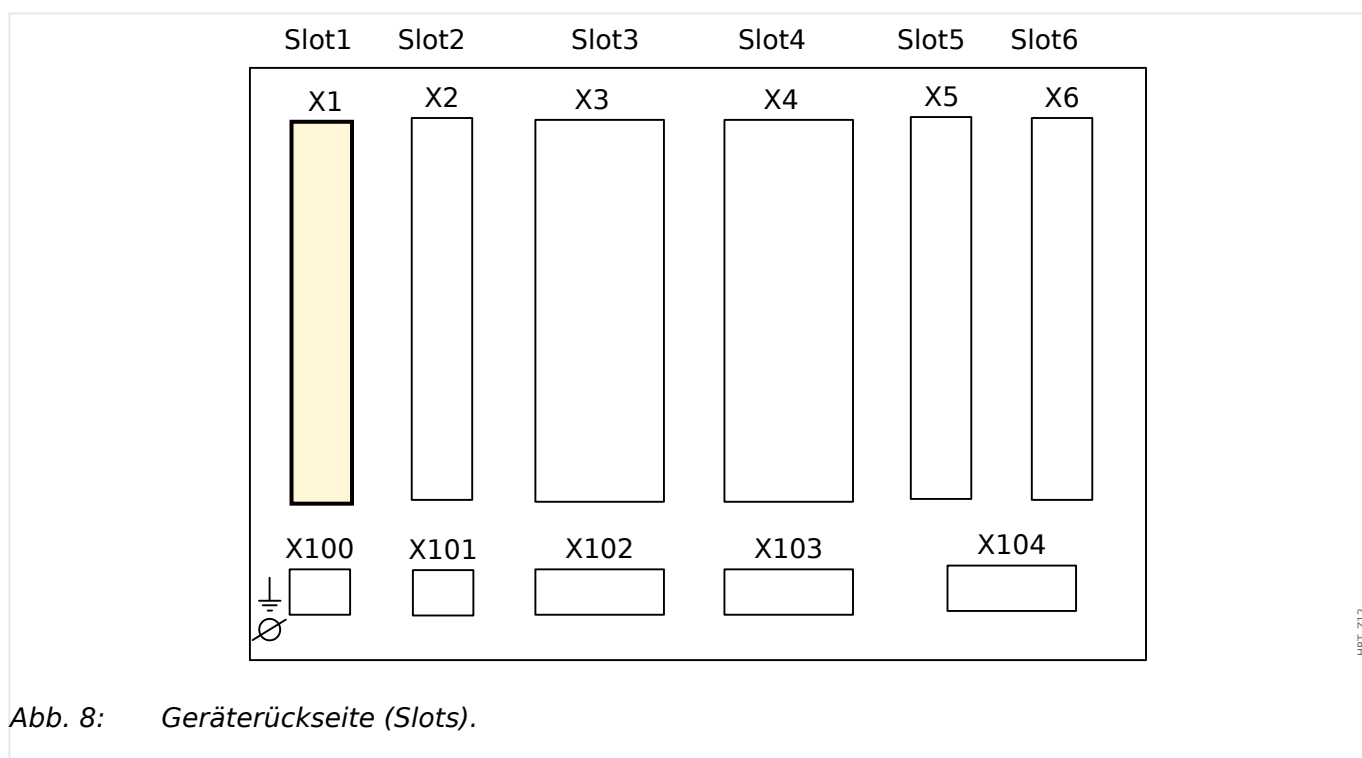 Slot1 Slot2 Slot3 Slot4 Slot5 Slot6
X1 X2 X3 X4 X5 X6
X100 X101 X102 X103 X104
Abb. 8: Geräterückseite (Slots).